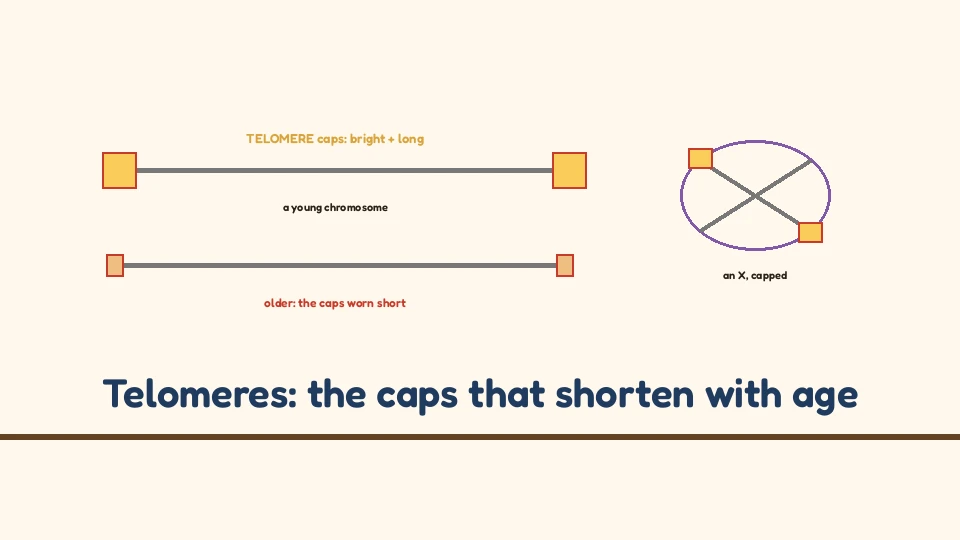 TELOMERE caps: bright + long
a young chromosome
older: the caps worn short
an X, capped
Telomeres: the caps that shorten with age